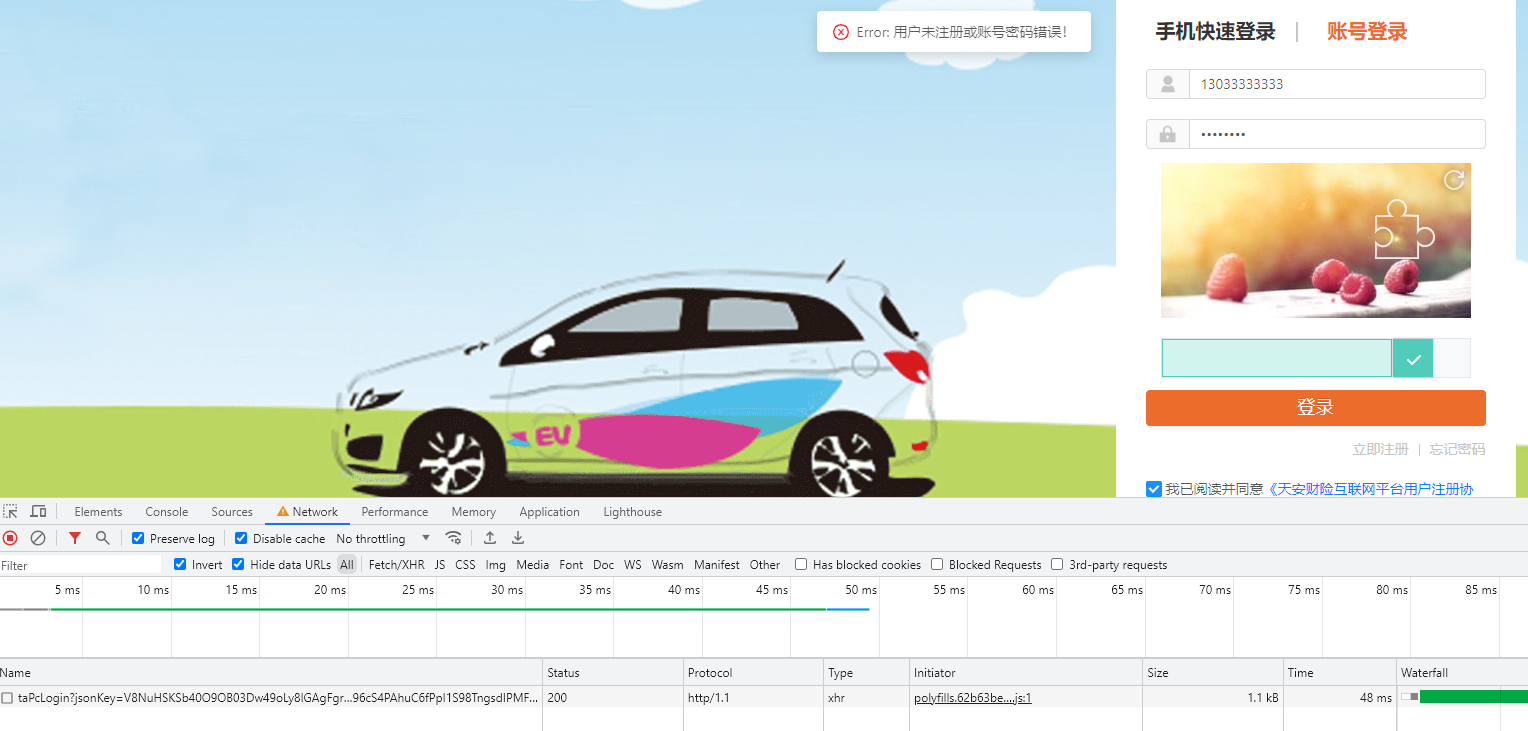 Error: 用户未注册或账号密码错误!
手机快速登录 | 账号登录
13033333333
EV
登录
立即注册 | 忘记密码
我已阅读并同意《天安财险互联网平台用户注册协
Elements Console Sources Network Performance Memory Application Lighthouse
Preserve log Disable cache No throttling
Filter Invert Hide data URLs All Fetch/XHR JS CSS Img Media Font Doc WS Wasm Manifest Other Has blocked cookies Blocked Requests 3rd-party requests
5 ms 10 ms 15 ms 20 ms 25 ms 30 ms 35 ms 40 ms 45 ms 50 ms 55 ms 60 ms 65 ms 70 ms 75 ms 80 ms 85 ms
Name Status Protocol Type Initiator Size Time Waterfall
taPcLogin?jsonKey=V8NuHSKSb40O9OB03Dw49oLy8lGAgFgr...96cS4PAhuC6fPpI1S98TngsdIPMF... 200 http/1.1 xhr polyfills.62b63be....js:1 1.1 kB 48 ms